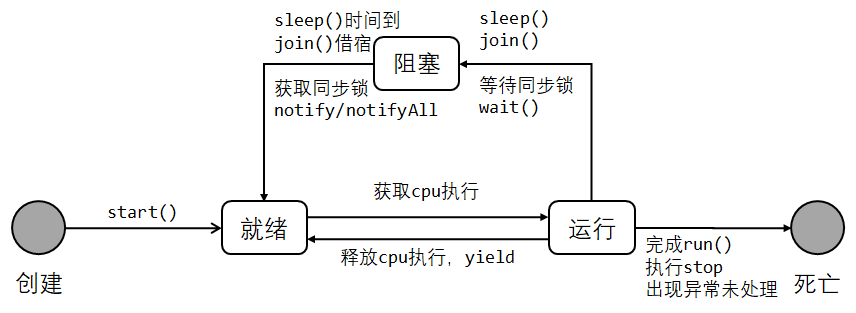 sleep()时间到
join()借宿
阻塞
获取同步锁
notify/notifyAll
sleep()
join()
等待同步锁
wait()
创建
start()
就绪
获取cpu执行
释放cpu执行，yield
运行
完成run()
执行stop
出现异常未处理
死亡